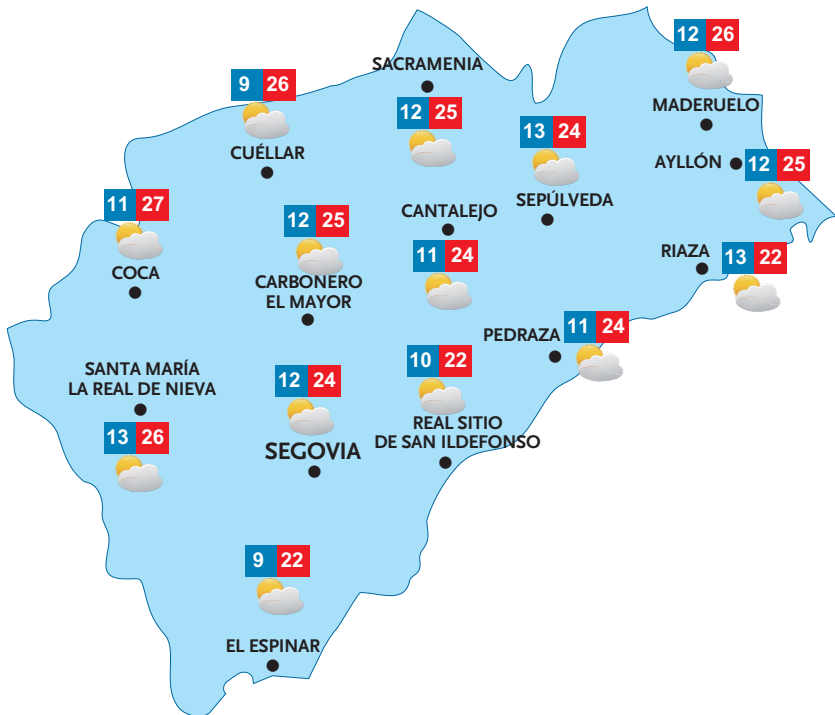 12 26
MADERUELO
SACRAMENIA
12 25
9 26
CUÉLLAR
13 24
SEPÚLVEDA
AYLLÓN
12 25
11 27
COCA
12 25
CARBONERO
EL MAYOR
CANTALEJO
11 24
RIAZA
13 22
PEDRAZA
11 24
SANTA MARÍA
LA REAL DE NIEVA
13 26
12 24
SEGOVIA
10 22
REAL SITIO
DE SAN ILDEFONSO
9 22
EL ESPINAR